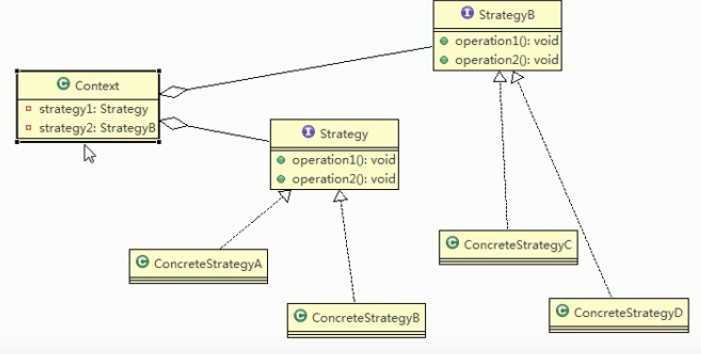 StrategyB
operation1(): void
operation2(): void
Context
strategy1: Strategy
strategy2: StrategyB
Strategy
operation1(): void
operation2(): void
ConcreteStrategyA
ConcreteStrategyB
ConcreteStrategyC
ConcreteStrategyD